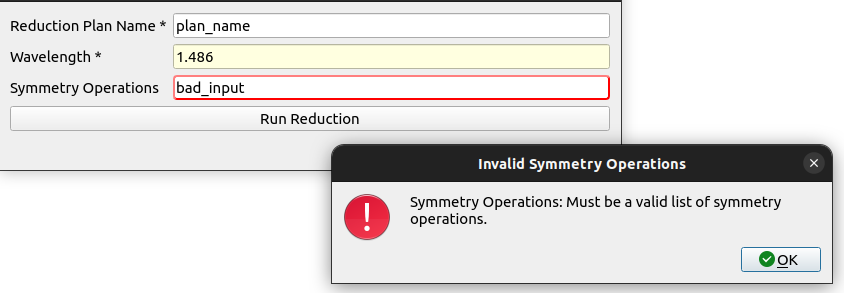 Reduction Plan Name * plan_name
Wavelength * 1.486
Symmetry Operations bad_input
Run Reduction
Invalid Symmetry Operations
Symmetry Operations: Must be a valid list of symmetry
operations.
OK